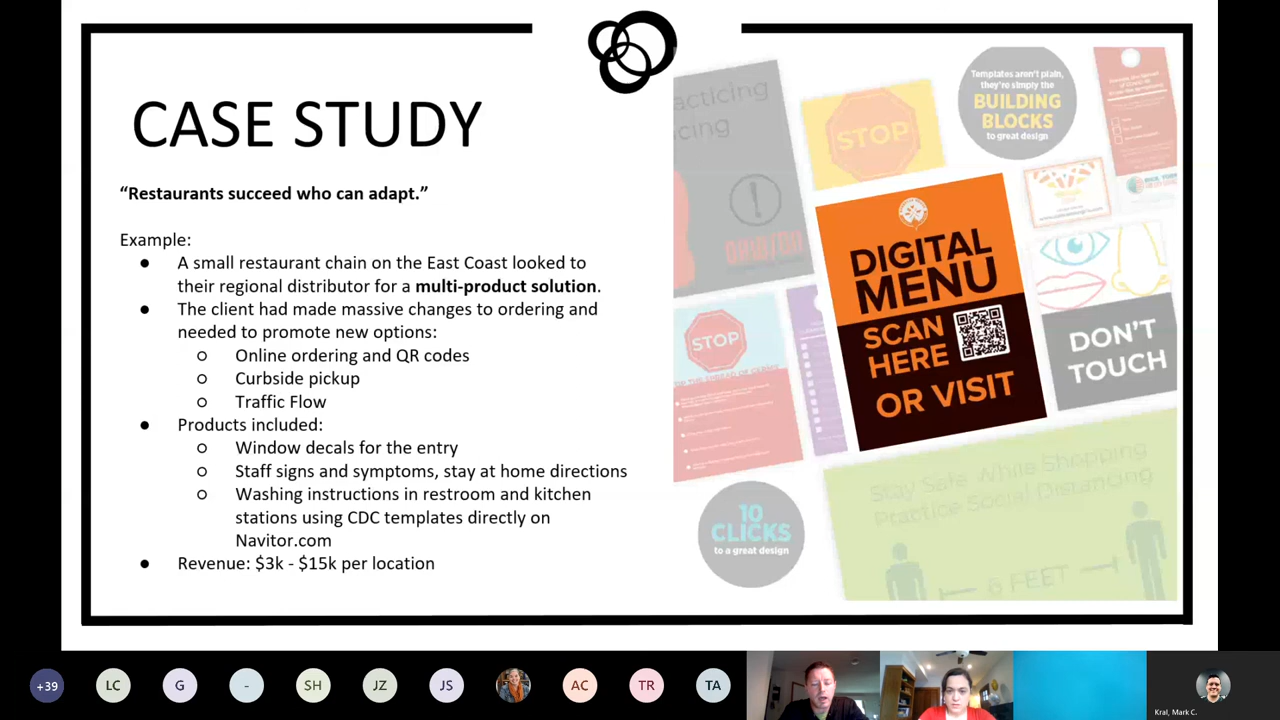 CASE STUDY
“Restaurants succeed who can adapt.”
Example:
● A small restaurant chain on the East Coast looked to
their regional distributor for a multi-product solution.
● The client had made massive changes to ordering and
needed to promote new options:
○ Online ordering and QR codes
○ Curbside pickup
○ Traffic Flow
● Products included:
○ Window decals for the entry
○ Staff signs and symptoms, stay at home directions
○ Washing instructions in restroom and kitchen
stations using CDC templates directly on
Navitor.com
● Revenue: $3k - $15k per location
STOP
Templates aren't plain,
they're simply the
BUILDING
BLOCKS
to great design
DIGITAL
MENU
SCAN
HERE
OR VISIT
STOP
DON'T
TOUCH
10
CLICKS
to a great design
Stay Safe While Shopping
Practice Social Distancing
6 FEET
+39
LC
G
-
SH
JZ
JS
AC
TR
TA
Kral, Mark C.